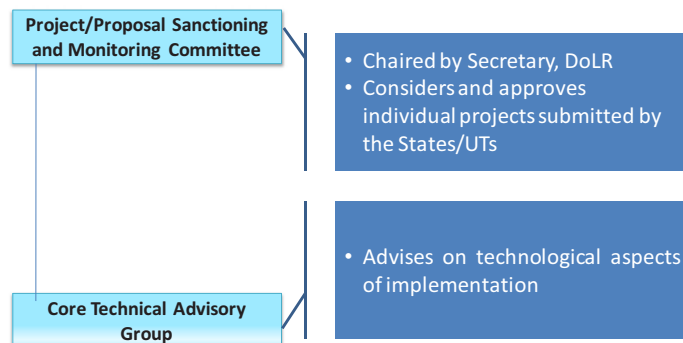 Project/Proposal Sanctioning
and Monitoring Committee
• Chaired by Secretary, DoLR
• Considers and approves
individual projects submitted by
the States/UTs
• Advises on technological aspects
of implementation
Core Technical Advisory
Group